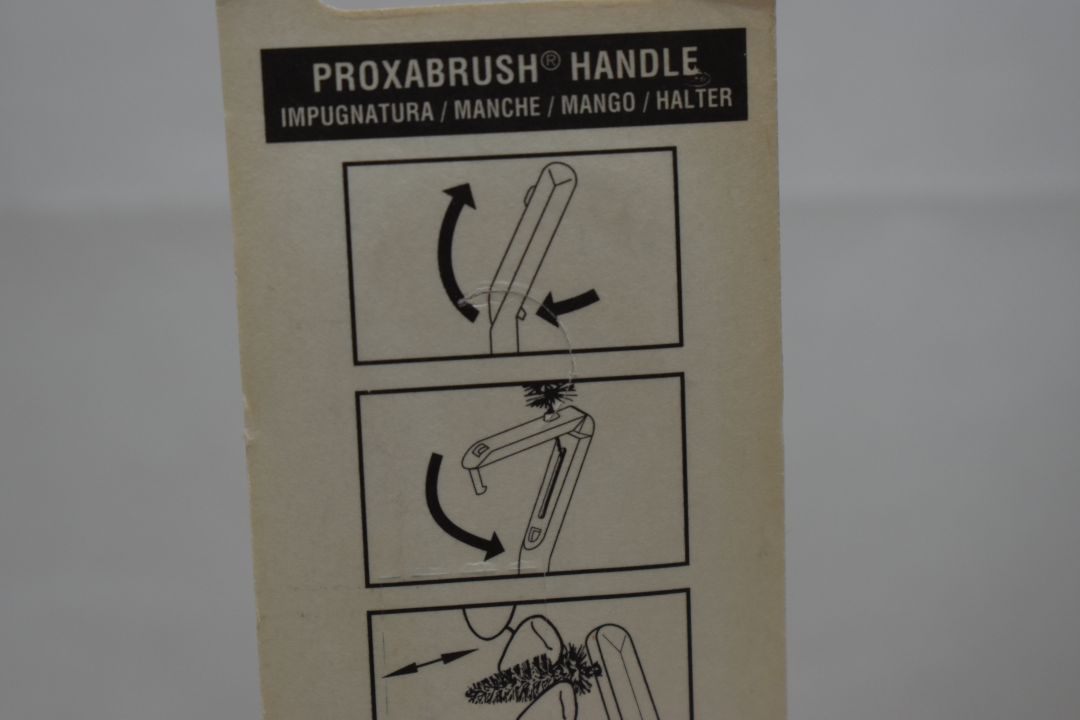 PROXABRUSH® HANDLE
IMPUGNATURA / MANCHE / MANGO / HALTER